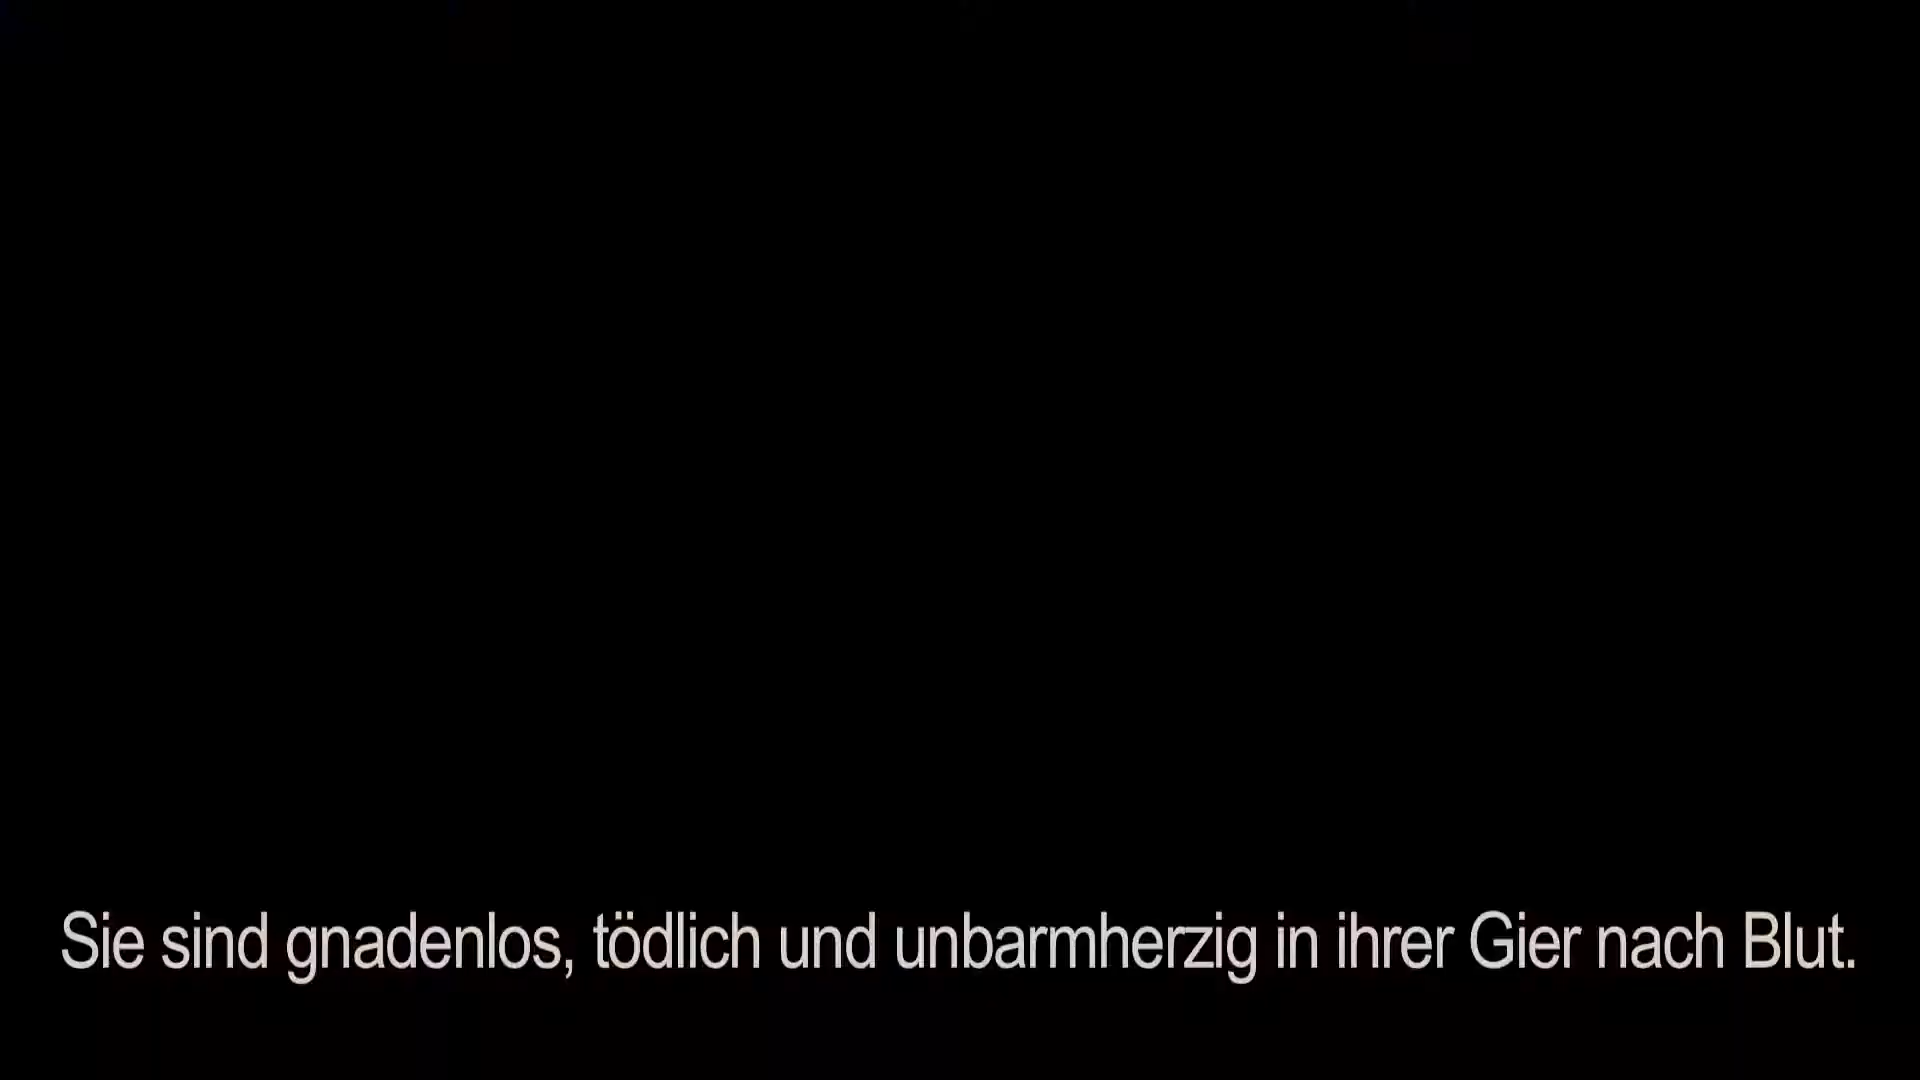 Sie sind gnadenlos, tödlich und unbarmherzig in ihrer Gier nach Blut.